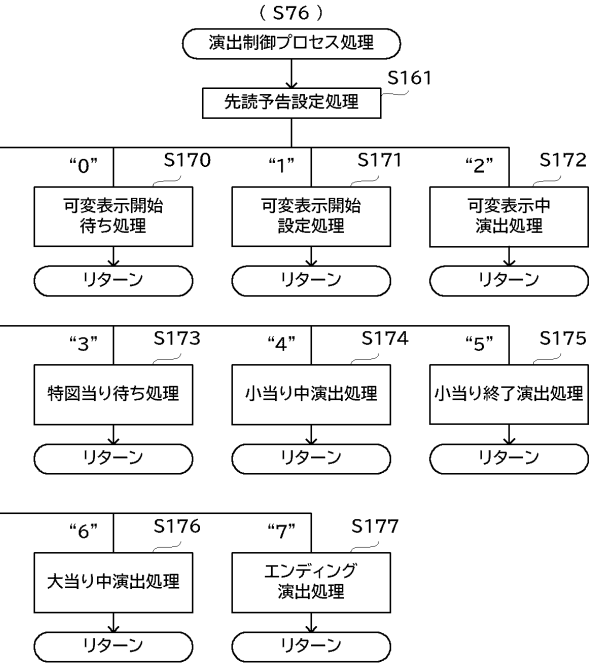 ( S76 )
演出制御プロセス処理
S161
先読予告設定処理
“0” S170 “1” S171 “2” S172
可変表示開始
待ち処理
可変表示開始
設定処理
可変表示中
演出処理
リターン リターン リターン
“3” S173 “4” S174 “5” S175
特図当り待ち処理 小当り中演出処理 小当り終了演出処理
リターン リターン リターン
“6” S176 “7” S177
大当り中演出処理
エンディング
演出処理
リターン リターン